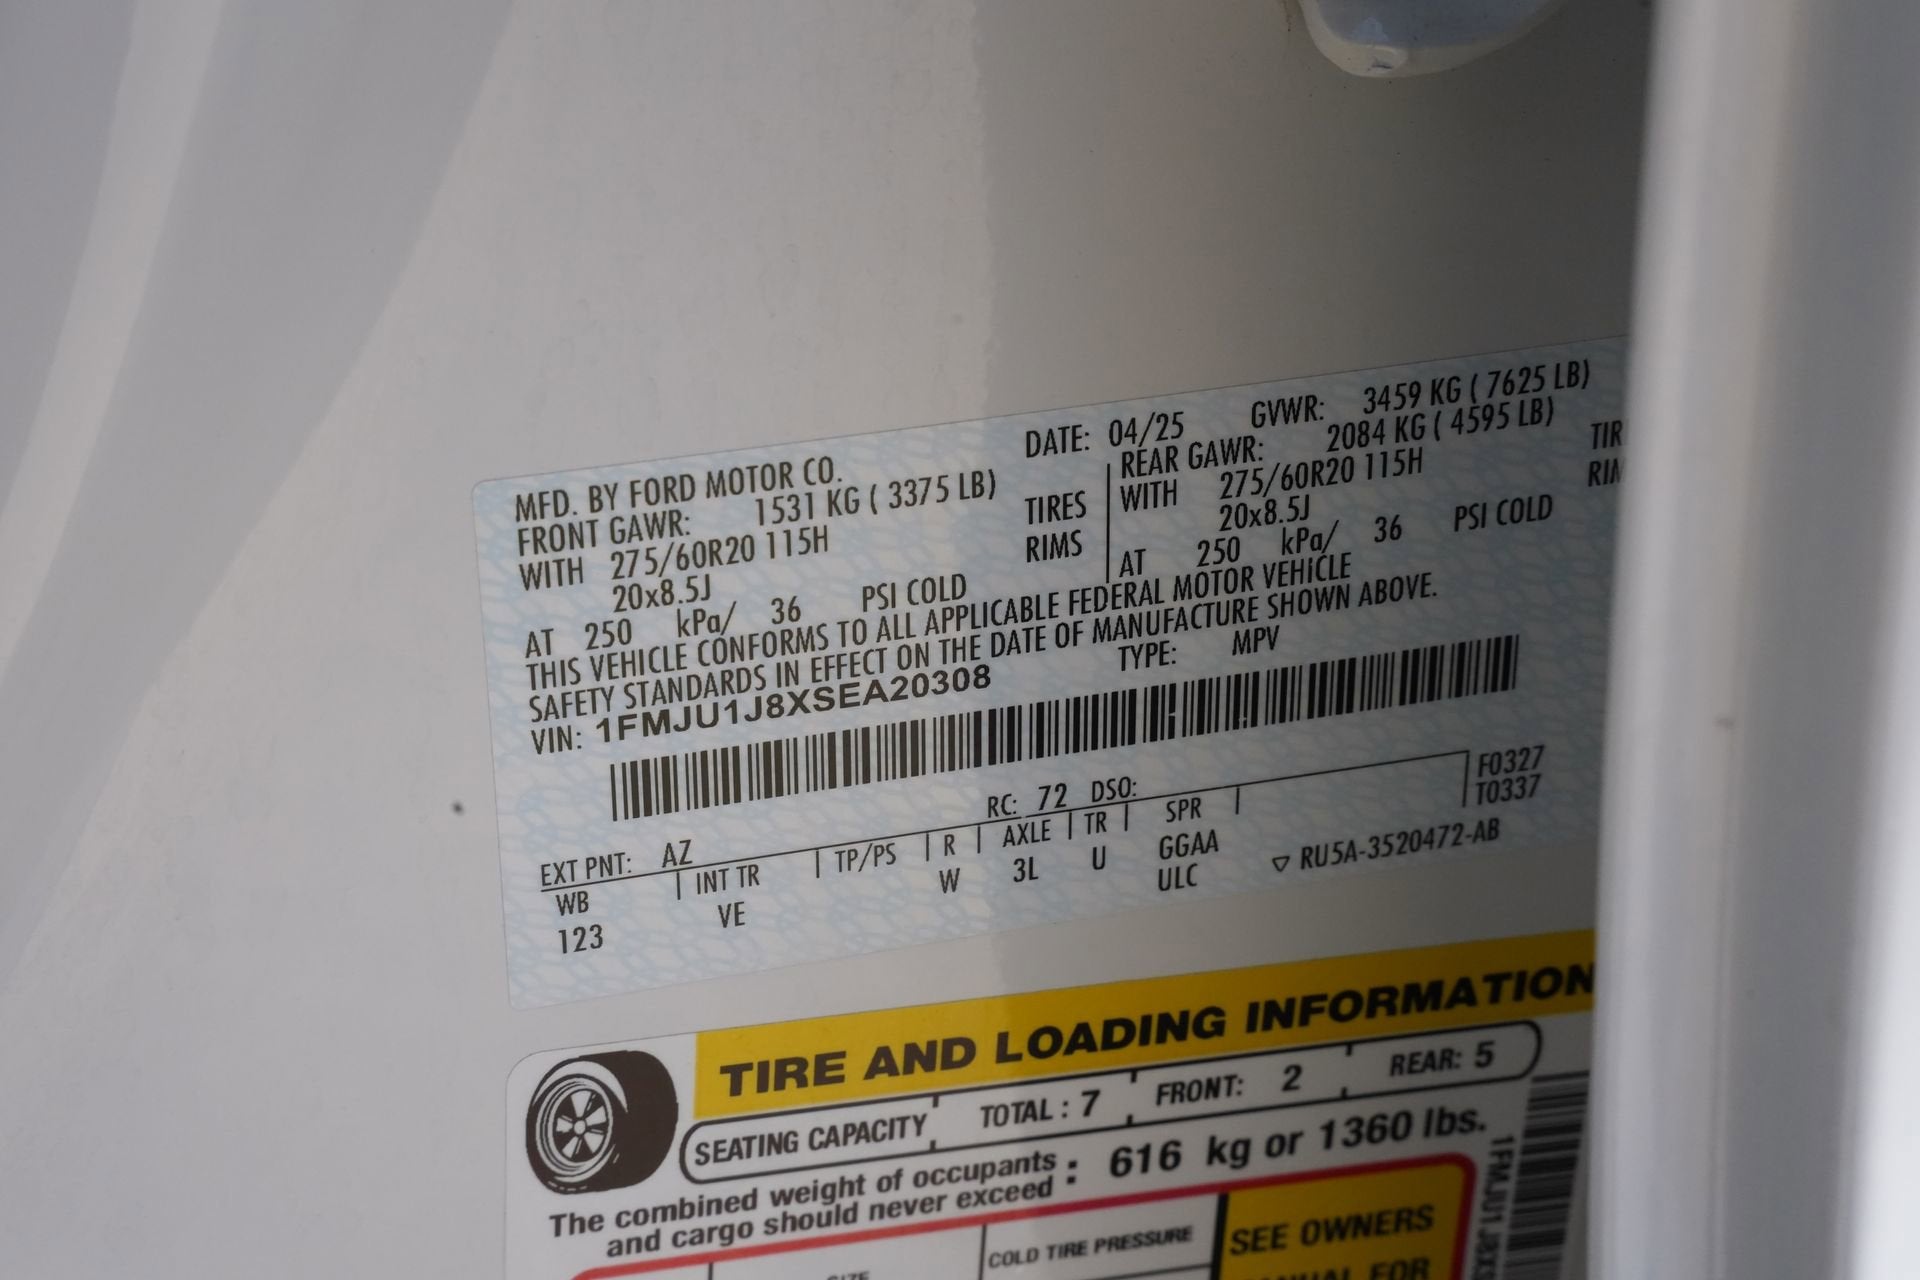 MFD. BY FORD MOTOR CO. DATE: 04/25 GVWR: 3459 KG ( 7625 LB)
FRONT GAWR: 1531 KG ( 3375 LB) REAR GAWR: 2084 KG ( 4595 LB)
WITH 275/60R20 115H TIRES WITH 275/60R20 115H
20x8.5J RIMS 20x8.5J
AT 250 kPa/ 36 PSI COLD AT 250 kPa/ 36 PSI COLD
THIS VEHICLE CONFORMS TO ALL APPLICABLE FEDERAL MOTOR VEHICLE
SAFETY STANDARDS IN EFFECT ON THE DATE OF MANUFACTURE SHOWN ABOVE.
VIN: 1FMJU1J8XSEA20308 TYPE: MPV
F0327
T0337
RC: 72 DSO:
EXT PNT: AZ
WB INT TR TP/PS R AXLE TR SPR
123 VE W 3L U GGAA
ULC
RU5A-3520472-AB
TIRE AND LOADING INFORMATION
SEATING CAPACITY TOTAL : 7 FRONT: 2 REAR: 5
The combined weight of occupants
and cargo should never exceed : 616 kg or 1360 lbs.
COLD TIRE PRESSURE
SEE OWNERS
FOR